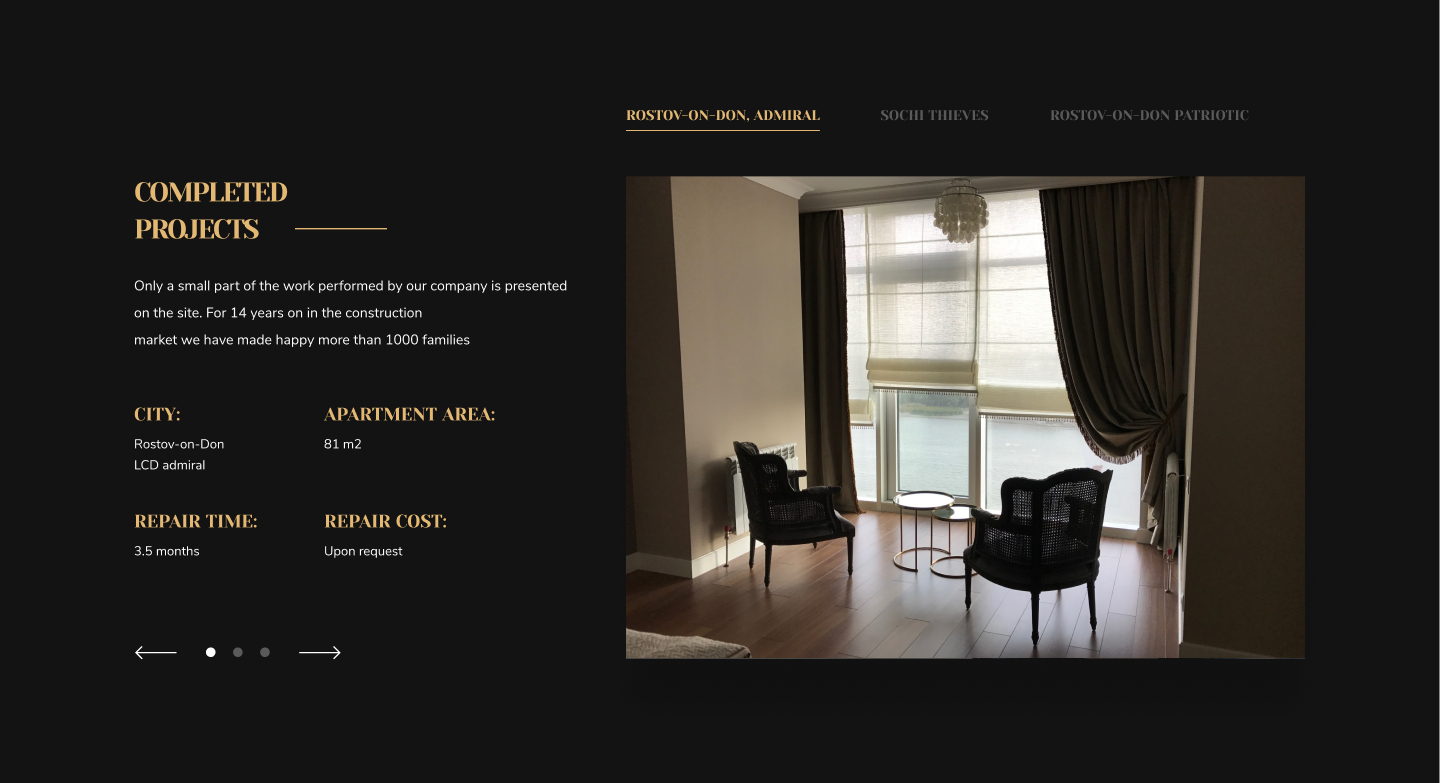 ROSTOV-ON-DON, ADMIRAL
SOCHI THIEVES
ROSTOV-ON-DON PATRIOTIC
COMPLETED
PROJECTS
Only a small part of the work performed by our company is presented
on the site. For 14 years on in the construction
market we have made happy more than 1000 families
CITY:
Rostov-on-Don
LCD admiral
APARTMENT AREA:
81 m2
REPAIR TIME:
3.5 months
REPAIR COST:
Upon request